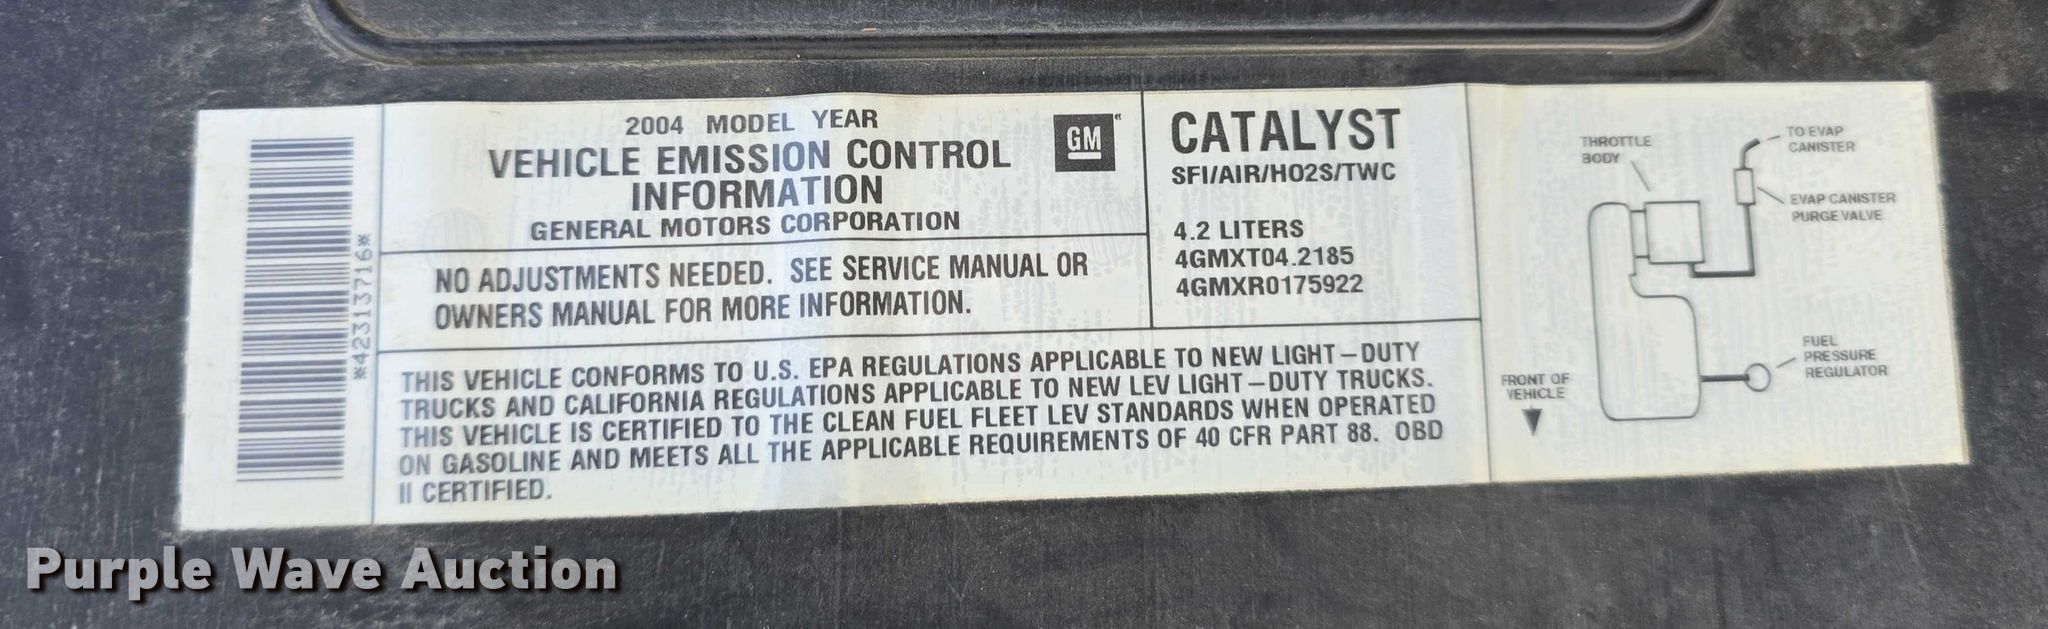 *423137716*
2004 MODEL YEAR
VEHICLE EMISSION CONTROL
INFORMATION
GENERAL MOTORS CORPORATION
GM
NO ADJUSTMENTS NEEDED. SEE SERVICE MANUAL OR
OWNERS MANUAL FOR MORE INFORMATION.
CATALYST
SFI/AIR/HO2S/TWC
4.2 LITERS
4GMXT04.2185
4GMXR0175922
THIS VEHICLE CONFORMS TO U.S. EPA REGULATIONS APPLICABLE TO NEW LIGHT-DUTY
TRUCKS AND CALIFORNIA REGULATIONS APPLICABLE TO NEW LEV LIGHT-DUTY TRUCKS.
THIS VEHICLE IS CERTIFIED TO THE CLEAN FUEL FLEET LEV STANDARDS WHEN OPERATED
ON GASOLINE AND MEETS ALL THE APPLICABLE REQUIREMENTS OF 40 CFR PART 88. OBD
II CERTIFIED.
THROTTLE
BODY
TO EVAP
CANISTER
EVAP CANISTER
PURGE VALVE
FUEL
PRESSURE
REGULATOR
FRONT OF
VEHICLE
Purple Wave Auction